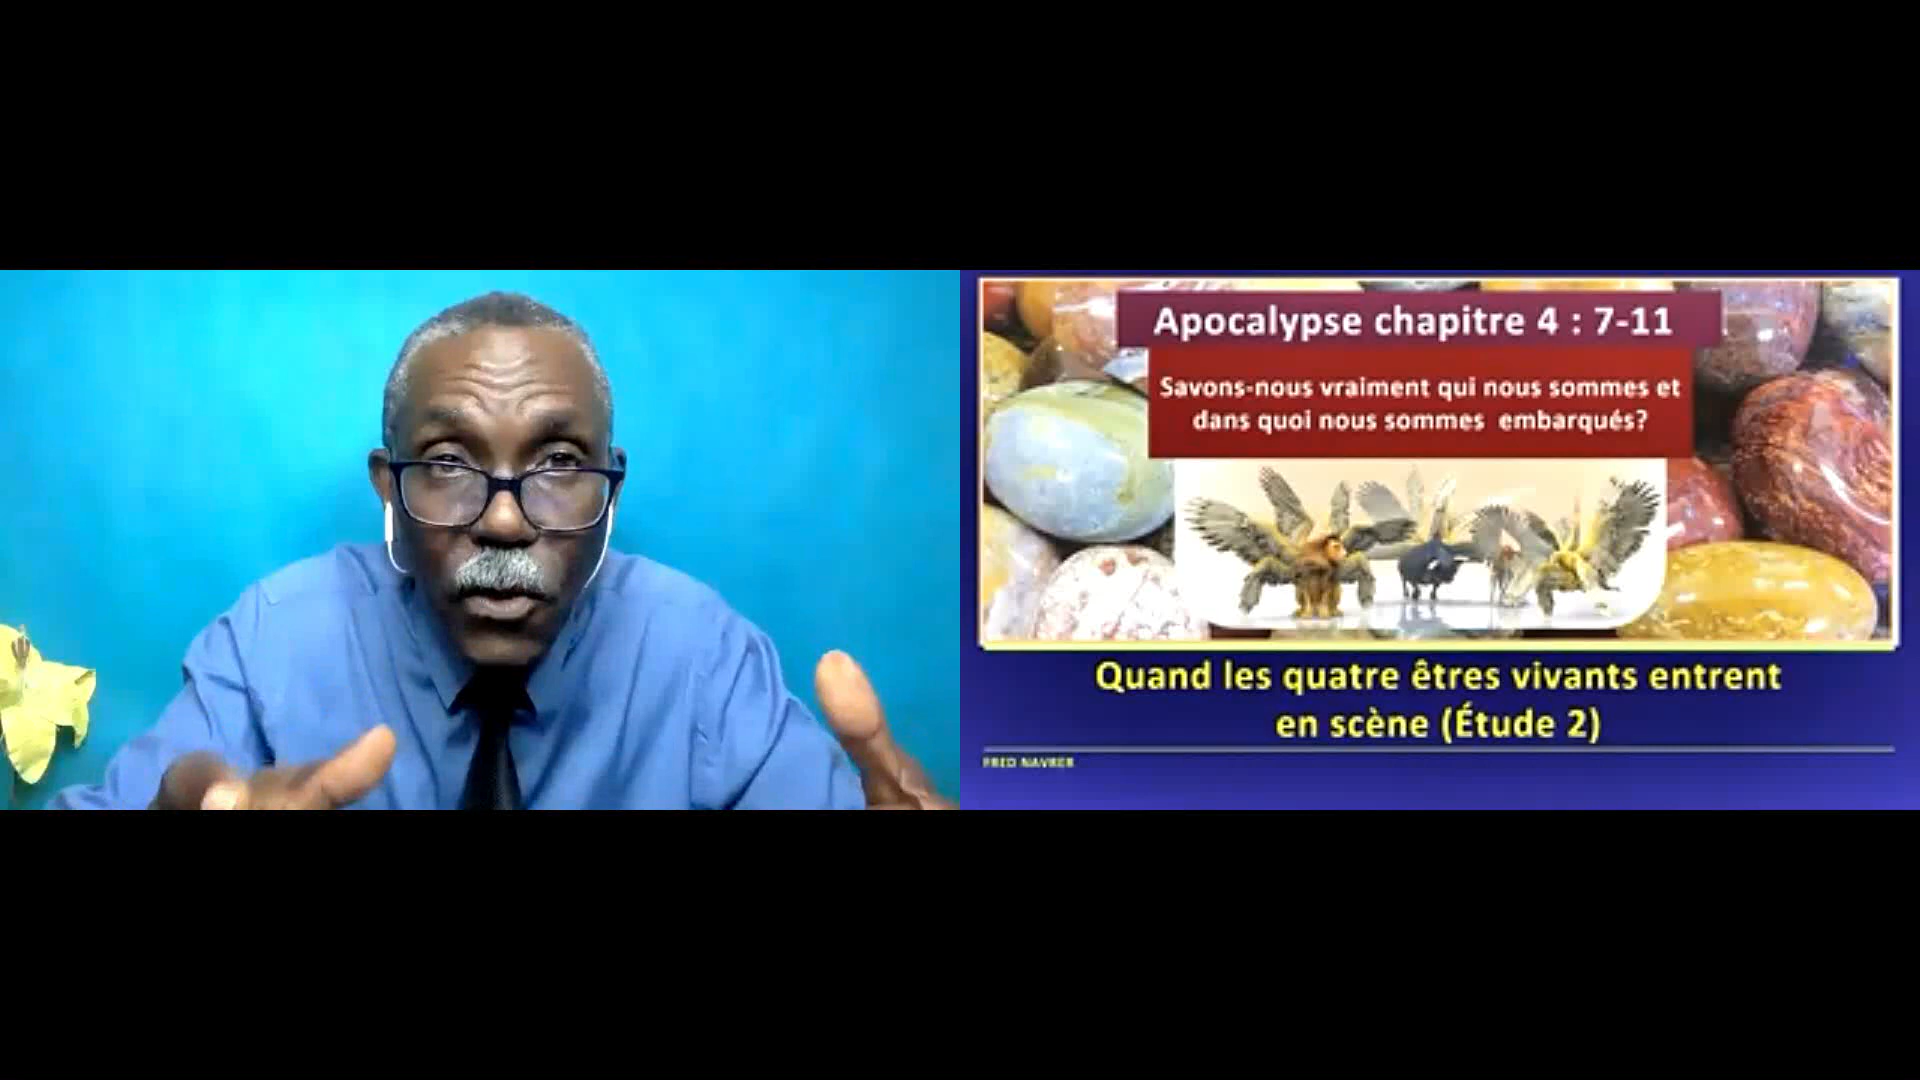 Apocalypse chapitre 4 : 7-11
Savons-nous vraiment qui nous sommes et
dans quoi nous sommes embarqués?
Quand les quatre êtres vivants entrent
en scène (Étude 2)
FRED NAVRER